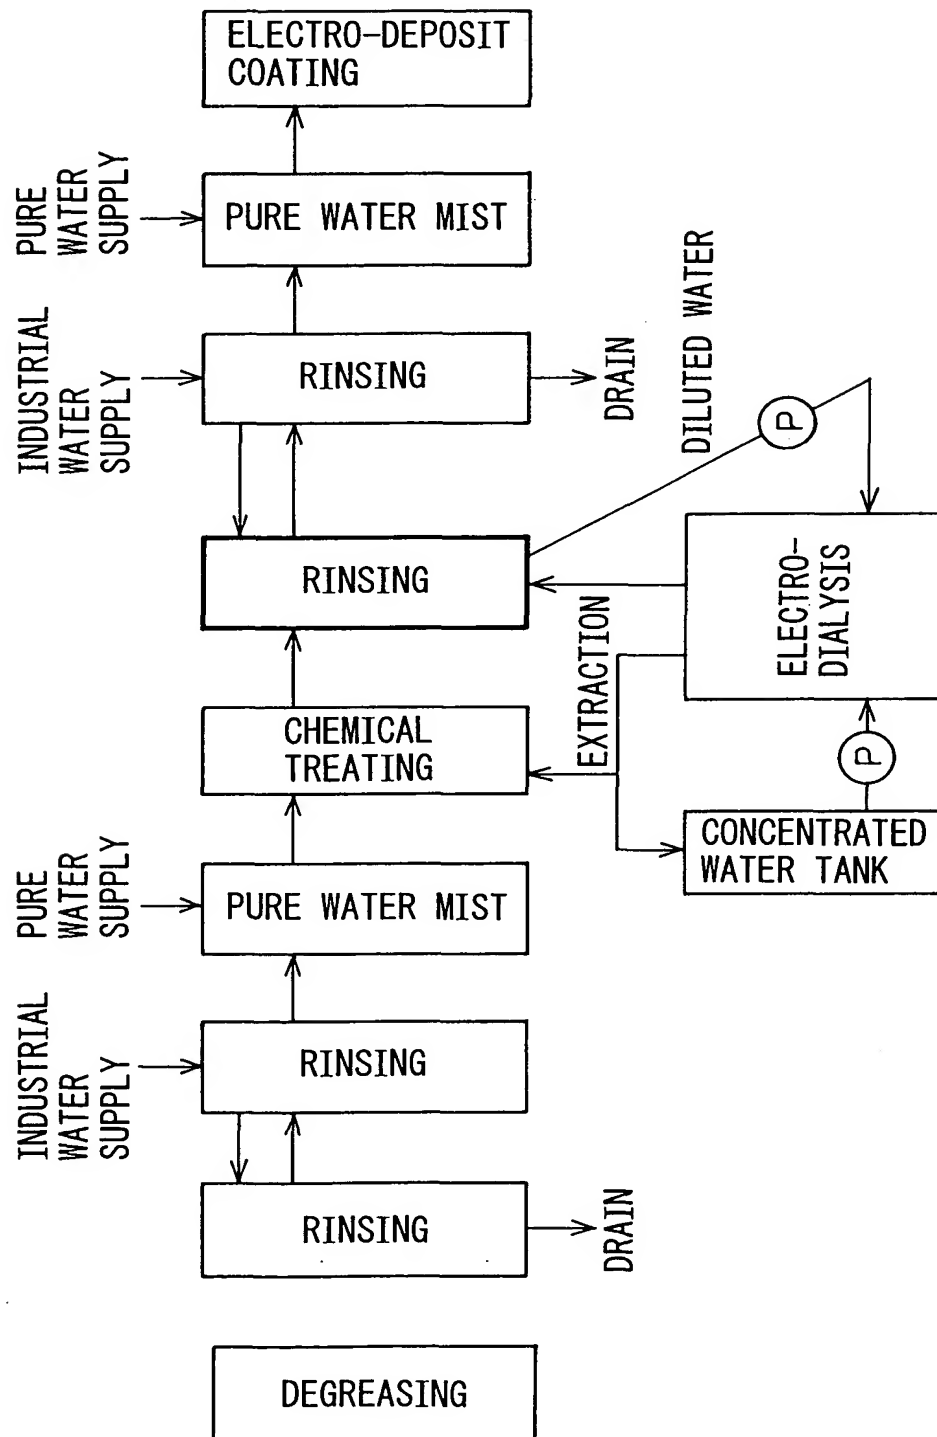 ELECTRO-DEPOSIT
COATING
PURE
WATER
SUPPLY
PURE WATER MIST
INDUSTRIAL
WATER
SUPPLY
RINSING
DRAIN
DILUTED WATER
P
RINSING
ELECTRO-
DIALYSIS
EXTRACTION
CHEMICAL
TREATING
P
CONCENTRATED
WATER TANK
PURE
WATER
SUPPLY
PURE WATER MIST
INDUSTRIAL
WATER
SUPPLY
RINSING
RINSING
DRAIN
DEGREASING